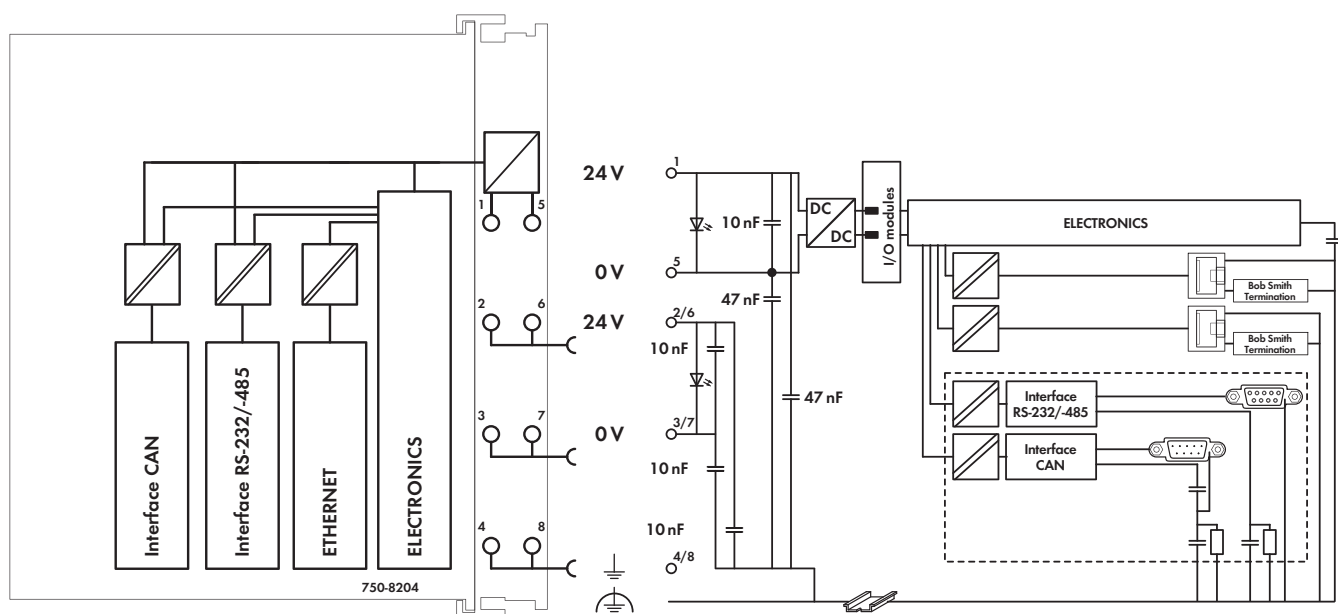 Interface CAN
Interface RS-232/-485
ETHERNET
ELECTRONICS
750-8204
1
5
2
6
3
7
4
8
24 V
0 V
24 V
0 V
1
5
2/6
3/7
4/8
10 nF
47 nF
10 nF
47 nF
10 nF
10 nF
DC
DC
I/O modules
ELECTRONICS
Bob Smith
Termination
Bob Smith
Termination
Interface
RS-232/-485
Interface
CAN